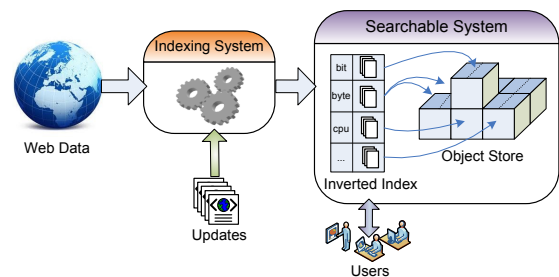 Web Data
Indexing System
Updates
Searchable System
bit
byte
cpu
...
Inverted Index
Object Store
Users